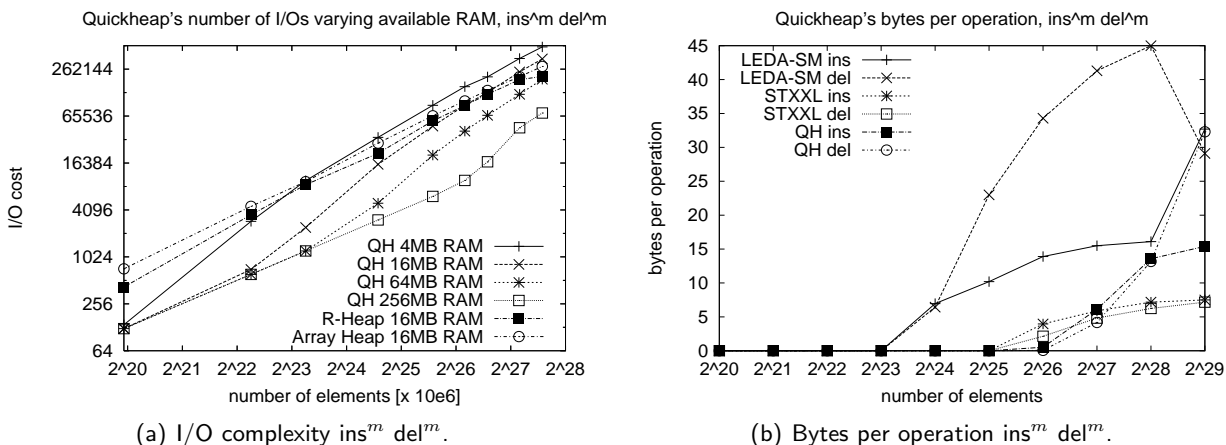 Quickheap's number of I/Os varying available RAM, ins^m del^m
262144
65536
16384
4096
1024
256
64
I/O cost
QH 4MB RAM
QH 16MB RAM
QH 64MB RAM
QH 256MB RAM
R-Heap 16MB RAM
Array Heap 16MB RAM
2^20 2^21 2^22 2^23 2^24 2^25 2^26 2^27 2^28
number of elements [x 10e6]
(a) I/O complexity ins^m del^m.
Quickheap's bytes per operation, ins^m del^m
45
40
35
30
25
20
15
10
5
0
bytes per operation
LEDA-SM ins
LEDA-SM del
STXXL ins
STXXL del
QH ins
QH del
2^20 2^21 2^22 2^23 2^24 2^25 2^26 2^27 2^28 2^29
number of elements
(b) Bytes per operation ins^m del^m.